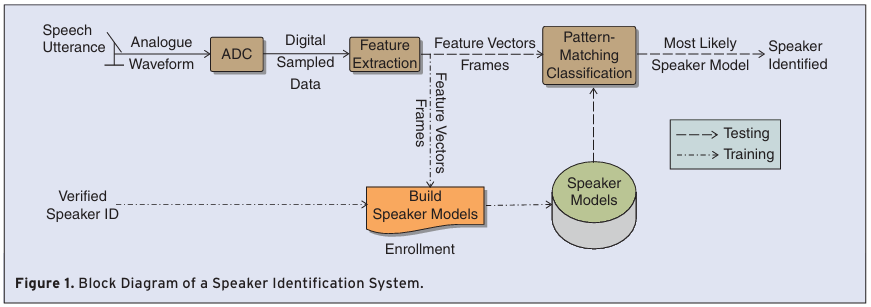 Speech
Utterance
Analogue
Waveform
ADC
Digital
Sampled
Data
Feature
Extraction
Feature Vectors
Frames
Pattern-
Matching
Classification
Most Likely
Speaker Model
Speaker
Identified
Feature Vectors
Frames
Testing
Training
Verified
Speaker ID
Build
Speaker Models
Enrollment
Speaker
Models
Figure 1. Block Diagram of a Speaker Identification System.